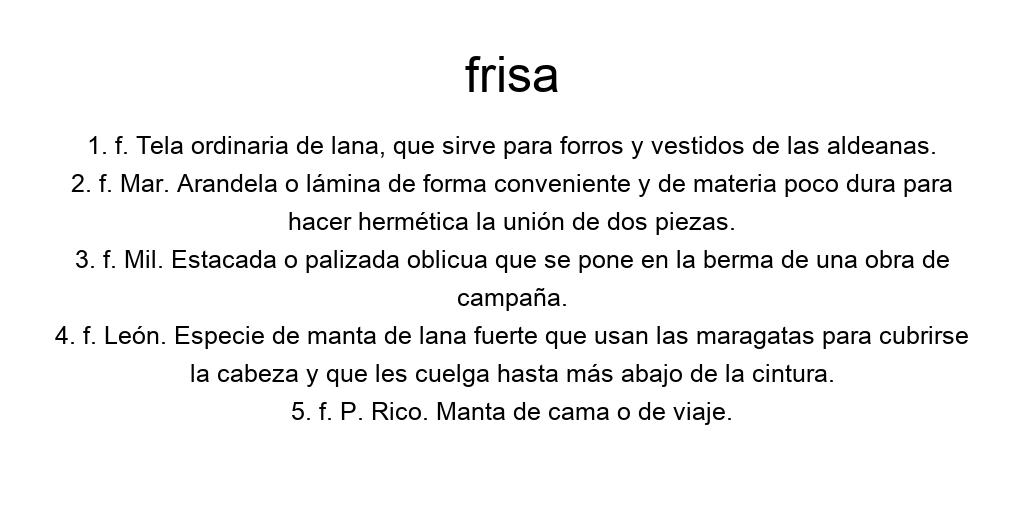 frisa
1. f. Tela ordinaria de lana, que sirve para forros y vestidos de las aldeanas.
2. f. Mar. Arandela o lámina de forma conveniente y de materia poco dura para
hacer hermética la unión de dos piezas.
3. f. Mil. Estacada o palizada oblicua que se pone en la berma de una obra de
campaña.
4. f. León. Especie de manta de lana fuerte que usan las maragatas para cubrirse
la cabeza y que les cuelga hasta más abajo de la cintura.
5. f. P. Rico. Manta de cama o de viaje.